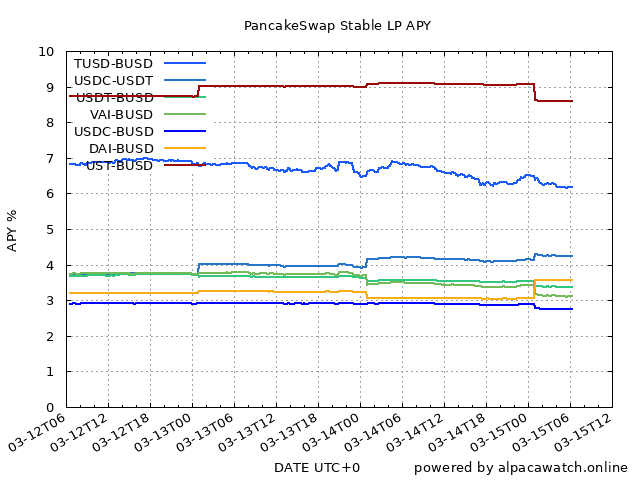 PancakeSwap Stable LP APY
10
9
8
7
6
5
4
3
2
1
0
APY %
TUSD-BUSD
USDC-USDT
USDT-BUSD
VAI-BUSD
USDC-BUSD
DAI-BUSD
UST-BUSD
03-12T06
03-12T12
03-12T18
03-13T00
03-13T06
03-13T12
03-13T18
03-14T00
03-14T06
03-14T12
03-14T18
03-15T00
03-15T06
03-15T12
DATE UTC+0
powered by alpacawatch.online